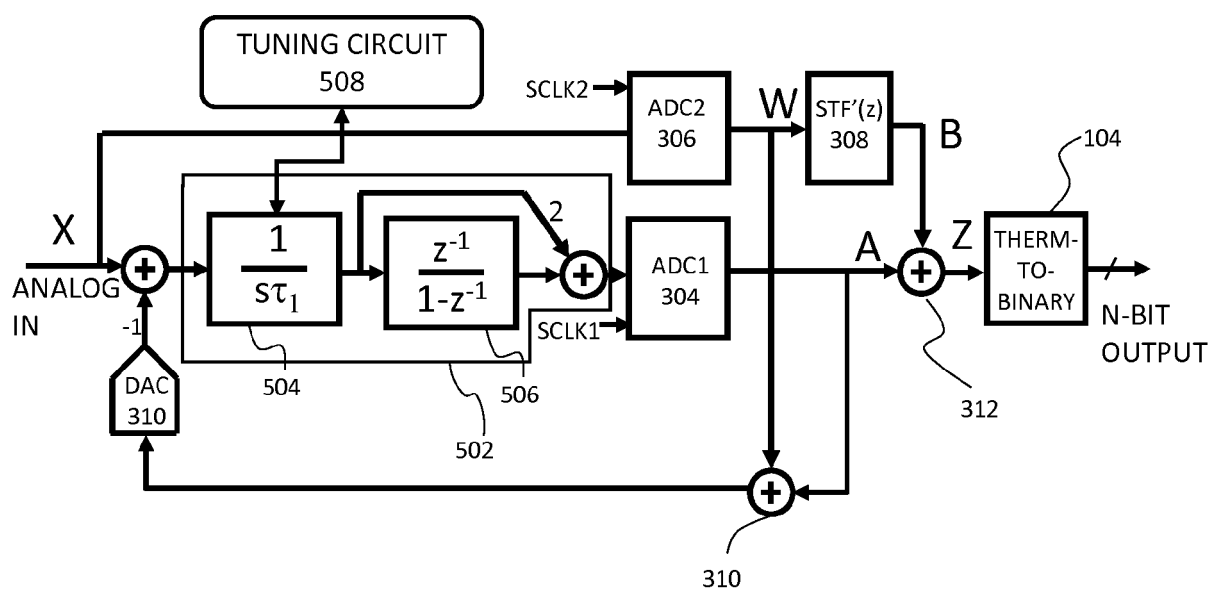 TUNING CIRCUIT
508
SCLK2
ADC2
306
W
STF'(z)
308
B
104
X
ANALOG
IN
+
1
sτ1
z-1
1-z-1
2
+
ADC1
304
SCLK1
A
+
Z
THERM-
TO-
BINARY
N-BIT
OUTPUT
-1
DAC
310
504
506
502
312
+
310